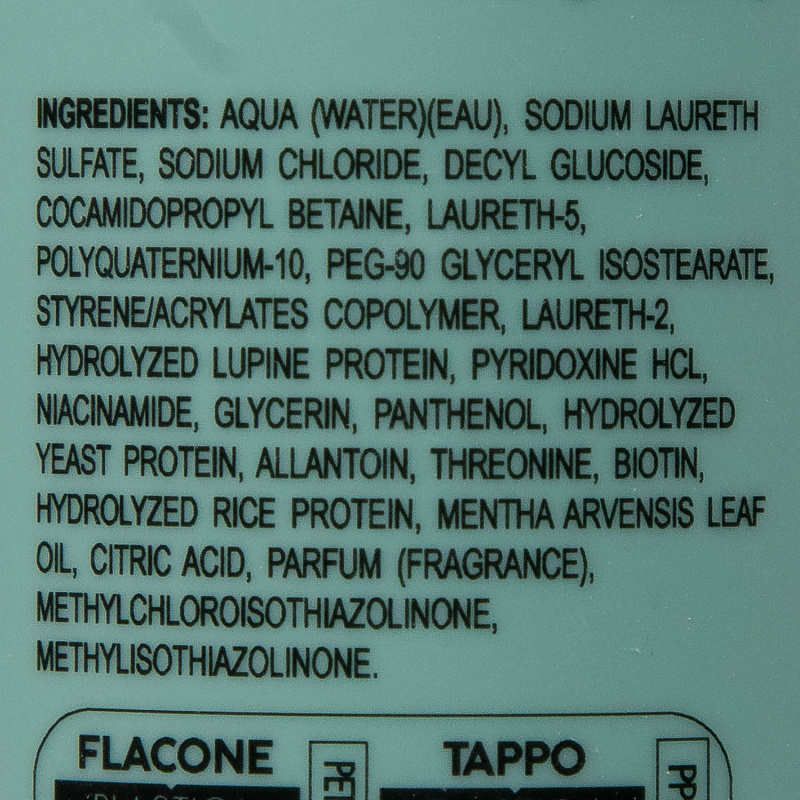 INGREDIENTS: AQUA (WATER)(EAU), SODIUM LAURETH
SULFATE, SODIUM CHLORIDE, DECYL GLUCOSIDE,
COCAMIDOPROPYL BETAINE, LAURETH-5,
POLYQUATERNIUM-10, PEG-90 GLYCERYL ISOSTEARATE,
STYRENE/ACRYLATES COPOLYMER, LAURETH-2,
HYDROLYZED LUPINE PROTEIN, PYRIDOXINE HCL,
NIACINAMIDE, GLYCERIN, PANTHENOL, HYDROLYZED
YEAST PROTEIN, ALLANTOIN, THREONINE, BIOTIN,
HYDROLYZED RICE PROTEIN, MENTHA ARVENSIS LEAF
OIL, CITRIC ACID, PARFUM (FRAGRANCE),
METHYLCHLOROISOTHIAZOLINONE,
METHYLISOTHIAZOLINONE.
FLACONE PET TAPPO PP